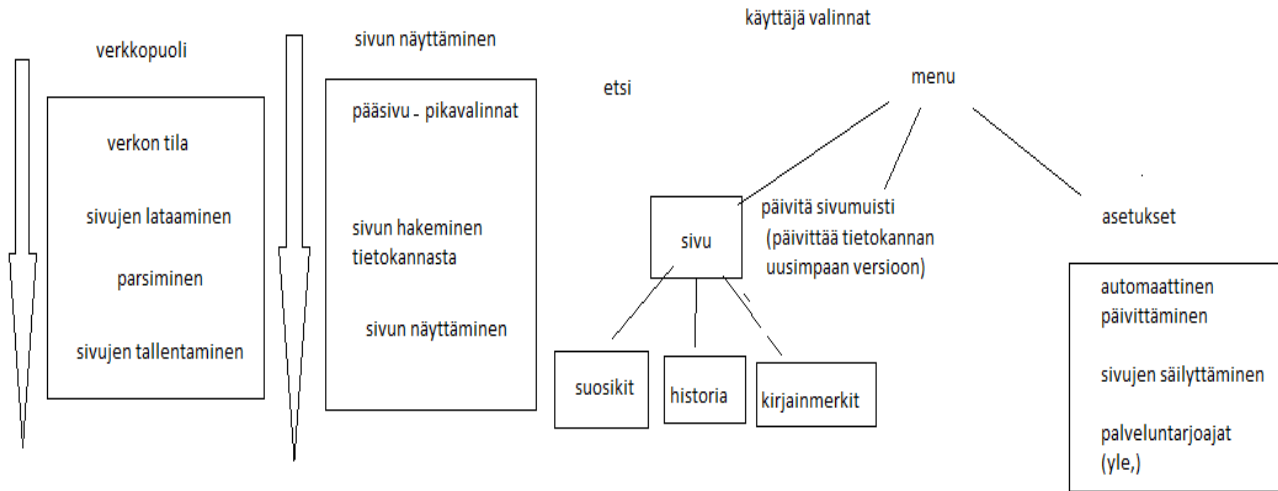 verkkopuoli
verkon tila
sivujen lataaminen
parsiminen
sivujen tallentaminen
sivun näyttäminen
pääsivu - pikavalinnat
sivun hakeminen
tietokannasta
sivun näyttäminen
käyttäjä valinnat
etsi
menu
sivu
päivitä sivumuisti
(päivittää tietokannan
uusimpaan versioon)
asetukset
suosikit
historia
kirjainmerkit
automaattinen
päivittäminen
sivujen säilyttäminen
palveluntarjoajat
(yle,)